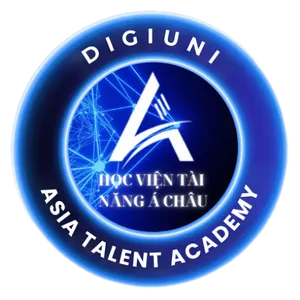 DIGIUNI
HỌC VIỆN TÀI
NĂNG Á CHÂU
ASIA TALENT ACADEMY